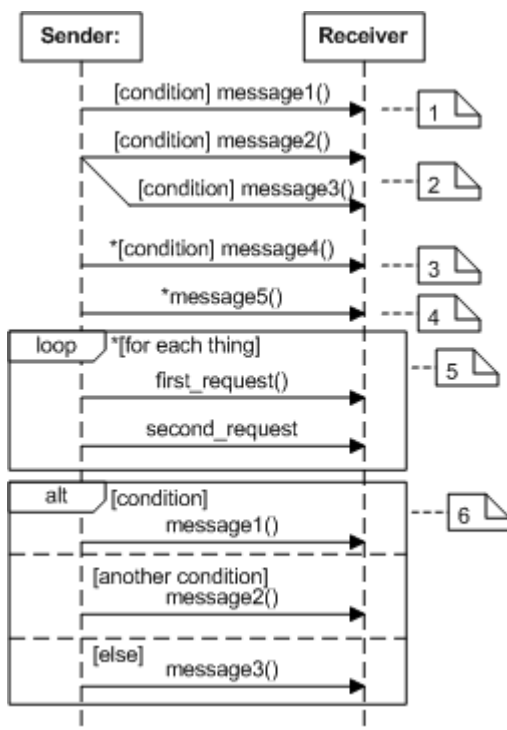 Sender:
Receiver
[condition] message1()
1
[condition] message2()
[condition] message3()
2
*[condition] message4()
3
*message5()
4
loop
*[for each thing]
5
first_request()
second_request
alt
[condition]
6
message1()
[another condition]
message2()
[else]
message3()